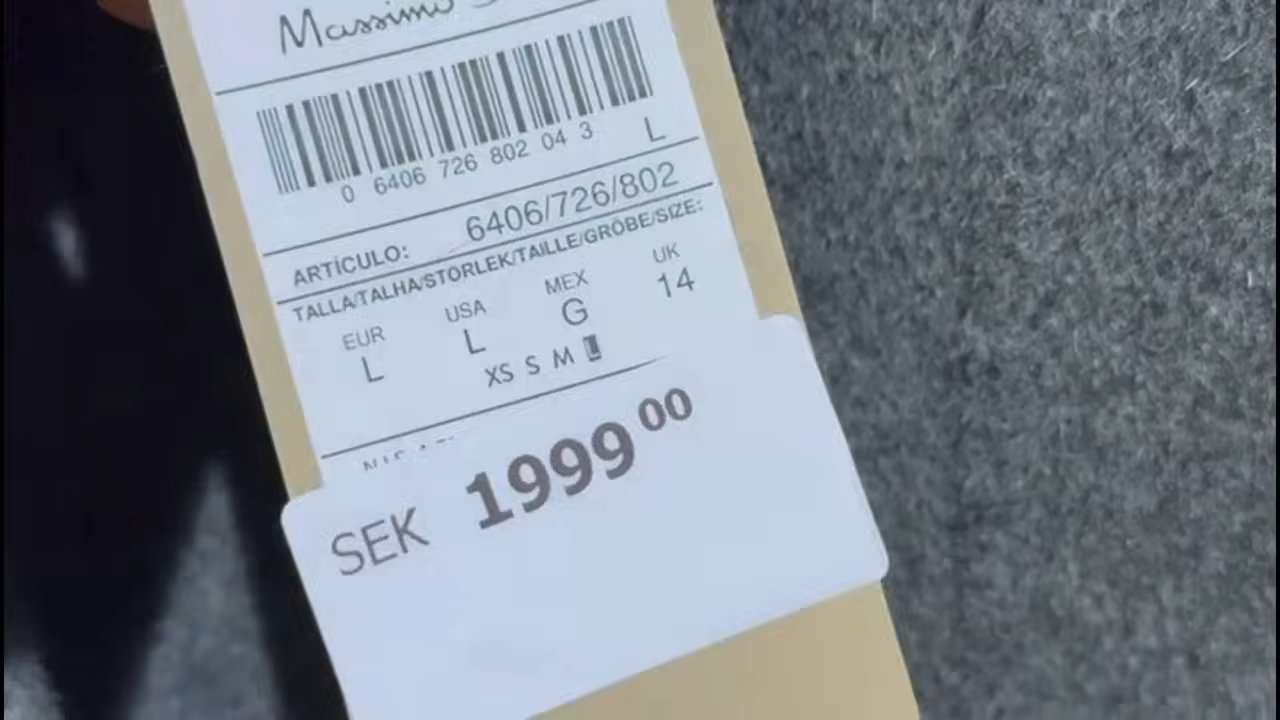 Massimo
0 6406 726 802 04 3 L
ARTÍCULO: 6406/726/802
TALLA/TALHA/STORLEK/TAILLE/GRÖBE/SIZE:
EUR USA MEX UK
L L G 14
XS S M L
SEK 1999 00